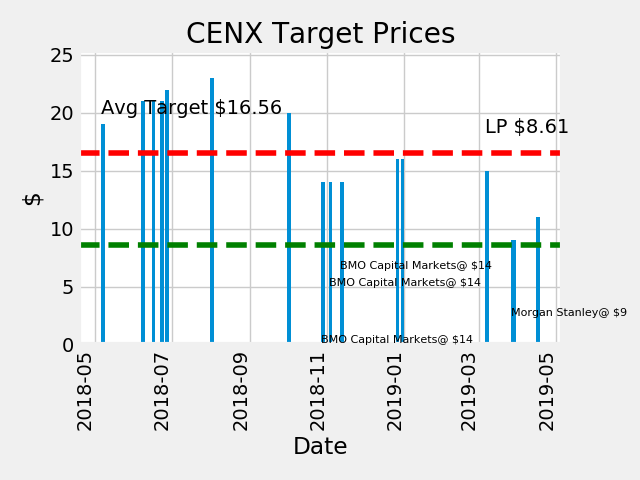 CENX Target Prices
25
Avg Target $16.56
20
LP $8.61
15
$
10
BMO Capital Markets@ $14
BMO Capital Markets@ $14
5
Morgan Stanley@ $9
BMO Capital Markets@ $14
0
2018-05
2018-07
2018-09
2018-11
2019-01
2019-03
2019-05
Date